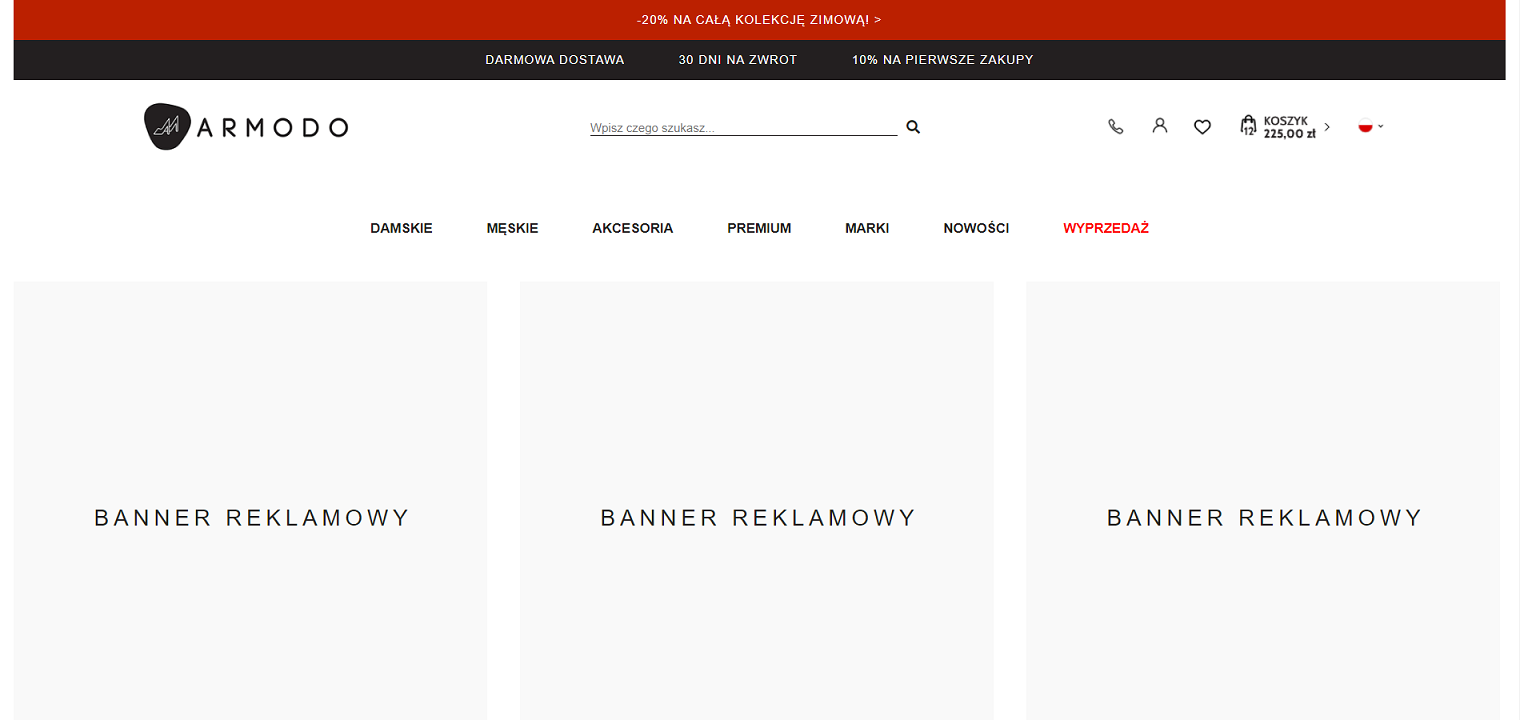 -20% NA CAŁĄ KOLEKCJĘ ZIMOWĄ! >
DARMOWA DOSTAWA 30 DNI NA ZWROT 10% NA PIERWSZE ZAKUPY
ARMODO
Wpisz czego szukasz...
12
KOSZYK
225,00 zł
DAMSKIE MĘSKIE AKCESORIA PREMIUM MARKI NOWOŚCI WYPRZEDAŻ
BANNER REKLAMOWY BANNER REKLAMOWY BANNER REKLAMOWY